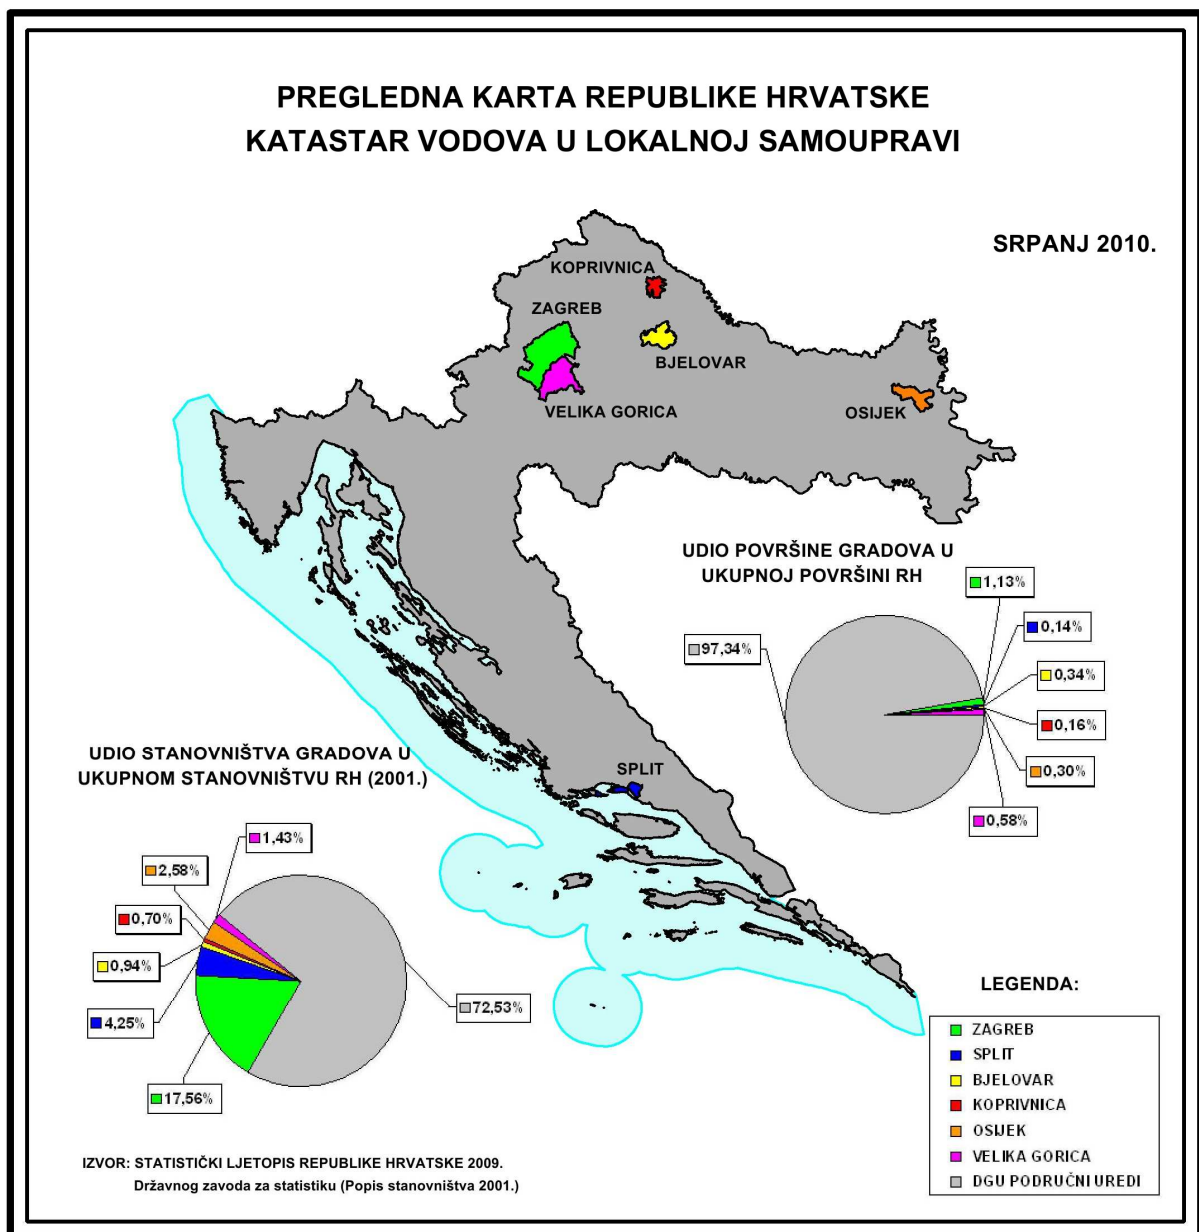 PREGLEDNA KARTA REPUBLIKE HRVATSKE
KATASTAR VODOVA U LOKALNOJ SAMOUPRAVI
SRPANJ 2010.
KOPRIVNICA
ZAGREB
BJELOVAR
VELIKA GORICA
OSIJEK
SPLIT
UDIO POVRŠINE GRADOVA U
UKUPNOJ POVRŠINI RH
1,13%
0,14%
97,34%
0,34%
0,16%
0,30%
0,58%
UDIO STANOVNIŠTVA GRADOVA U
UKUPNOM STANOVNIŠTVU RH (2001.)
1,43%
2,58%
0,70%
0,94%
72,53%
4,25%
17,56%
LEGENDA:
ZAGREB
SPLIT
BJELOVAR
KOPRIVNICA
OSIJEK
VELIKA GORICA
DGU PODRUČNI UREDI
IZVOR: STATISTIČKI LJETOPIS REPUBLIKE HRVATSKE 2009.
Državnog zavoda za statistiku (Popis stanovništva 2001.)